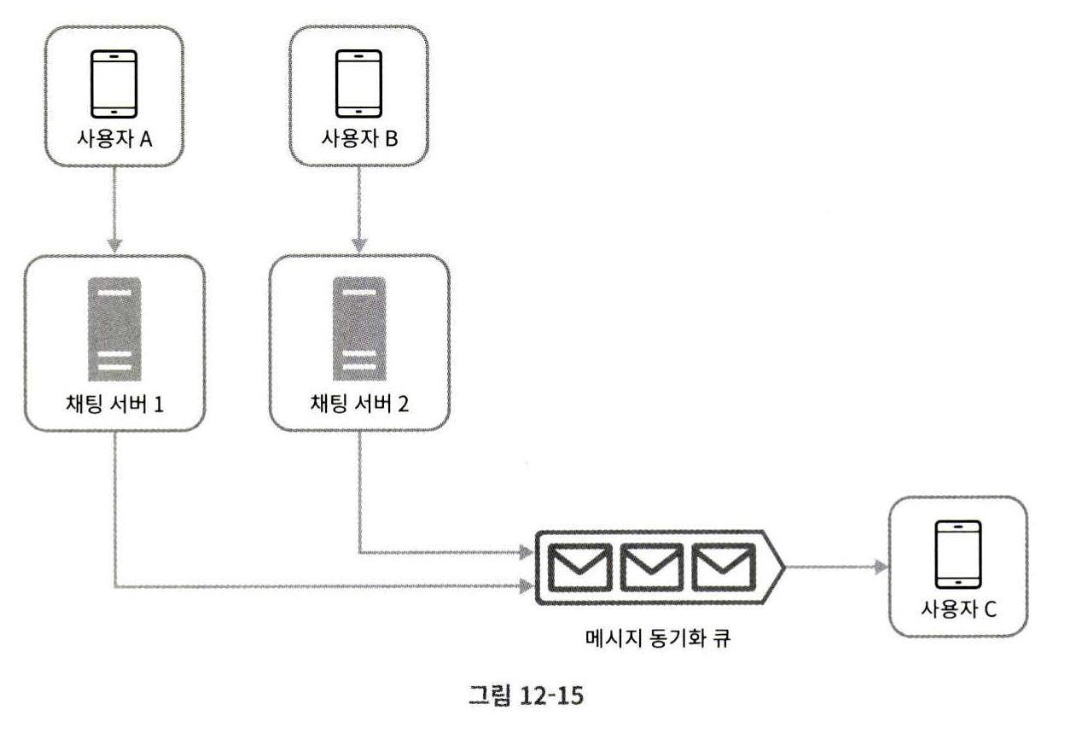 사용자 A
사용자 B
채팅 서버 1
채팅 서버 2
사용자 C
메시지 동기화 큐
그림 12-15